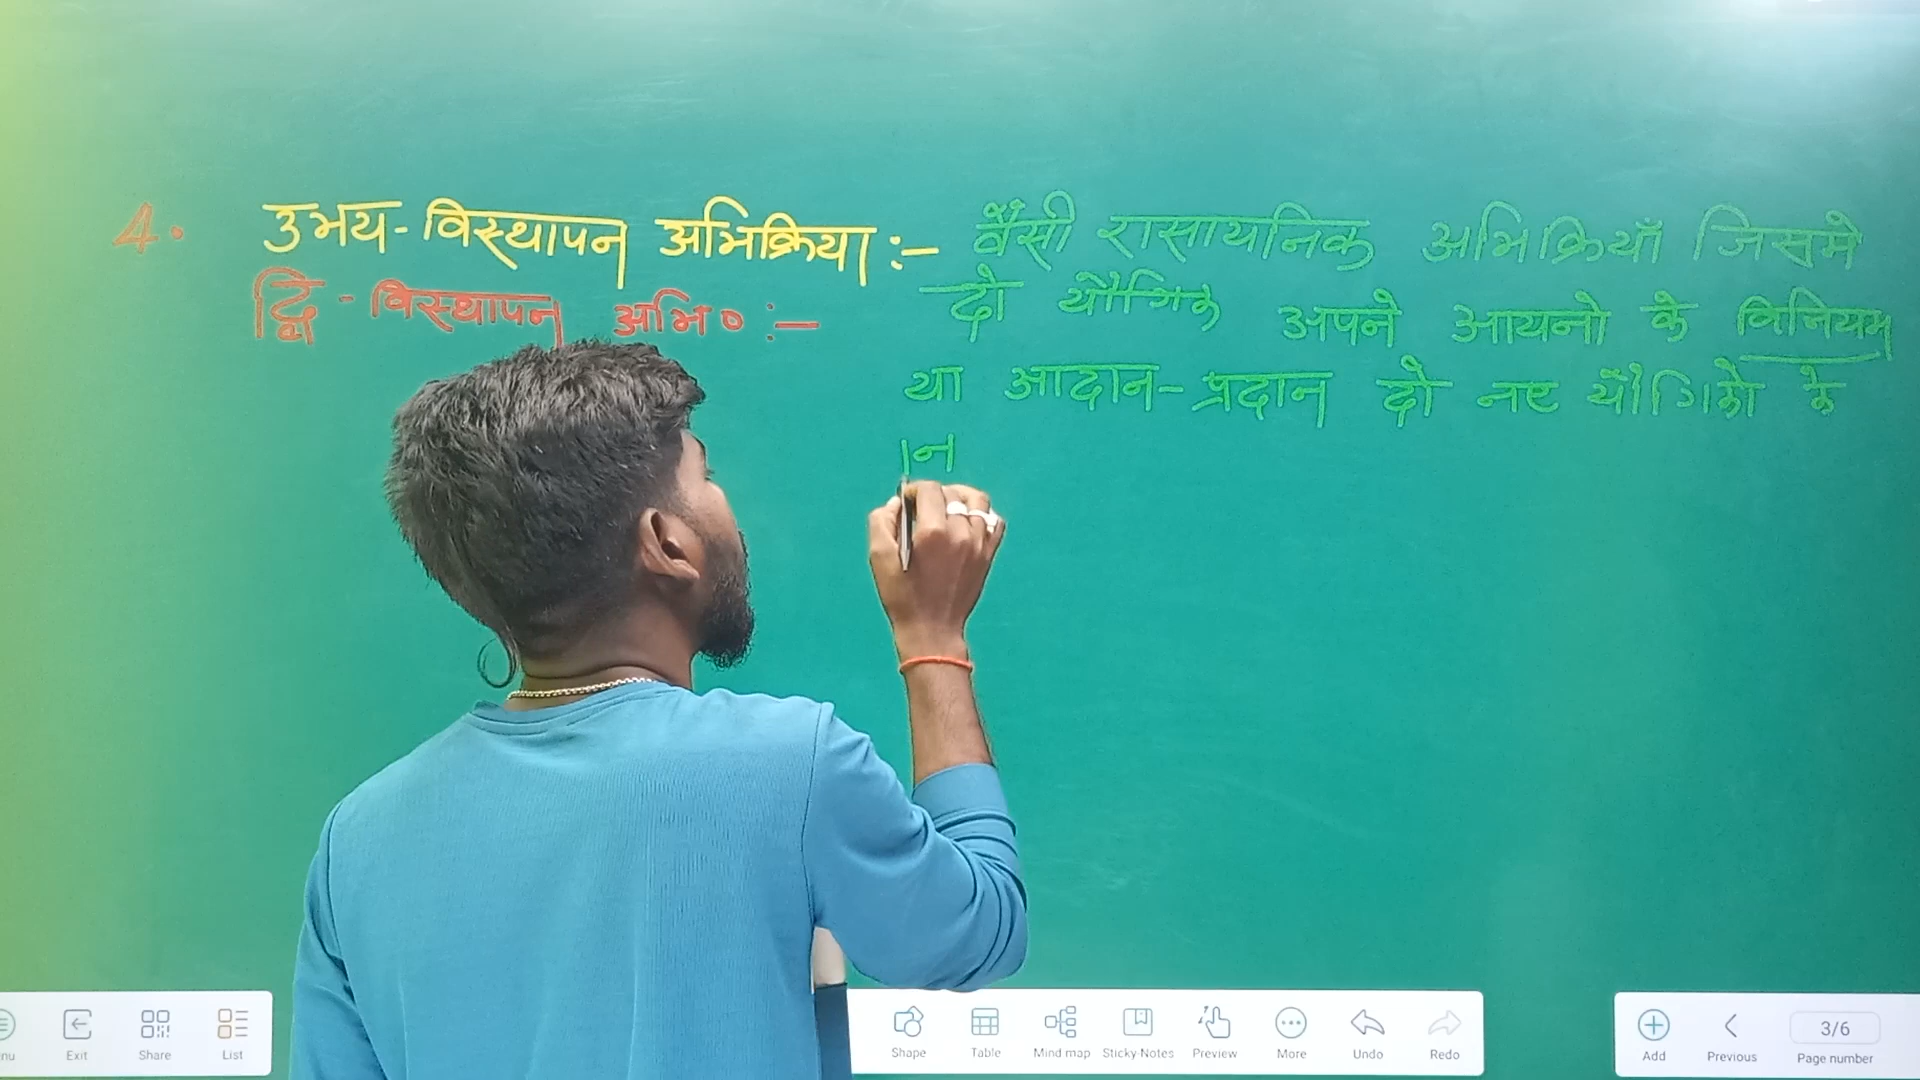 4. उभय-विस्थापन अभिक्रिया :- वैसी रासायनिक अभिक्रियाँ जिसमे
द्वि-विस्थापन अभि० :- दो यौगिक अपने आयनो के विनियम
या आदान-प्रदान दो नए यौगिको के
िन
Exit Share List Shape Table Mind map Sticky Notes Preview More Undo Redo Add Previous 3/6 Page number